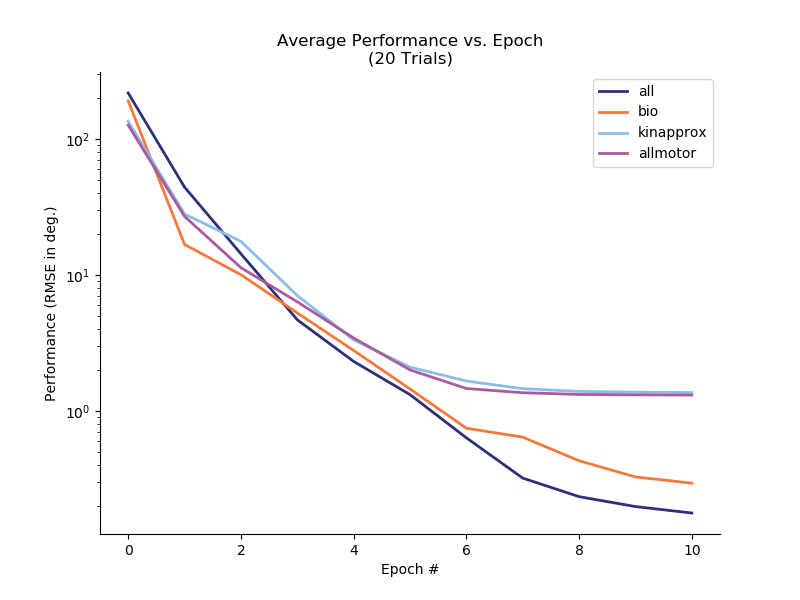 Average Performance vs. Epoch
(20 Trials)
all
bio
kinapprox
allmotor
Performance (RMSE in deg.)
10²
10¹
10⁰
0 2 4 6 8 10
Epoch #